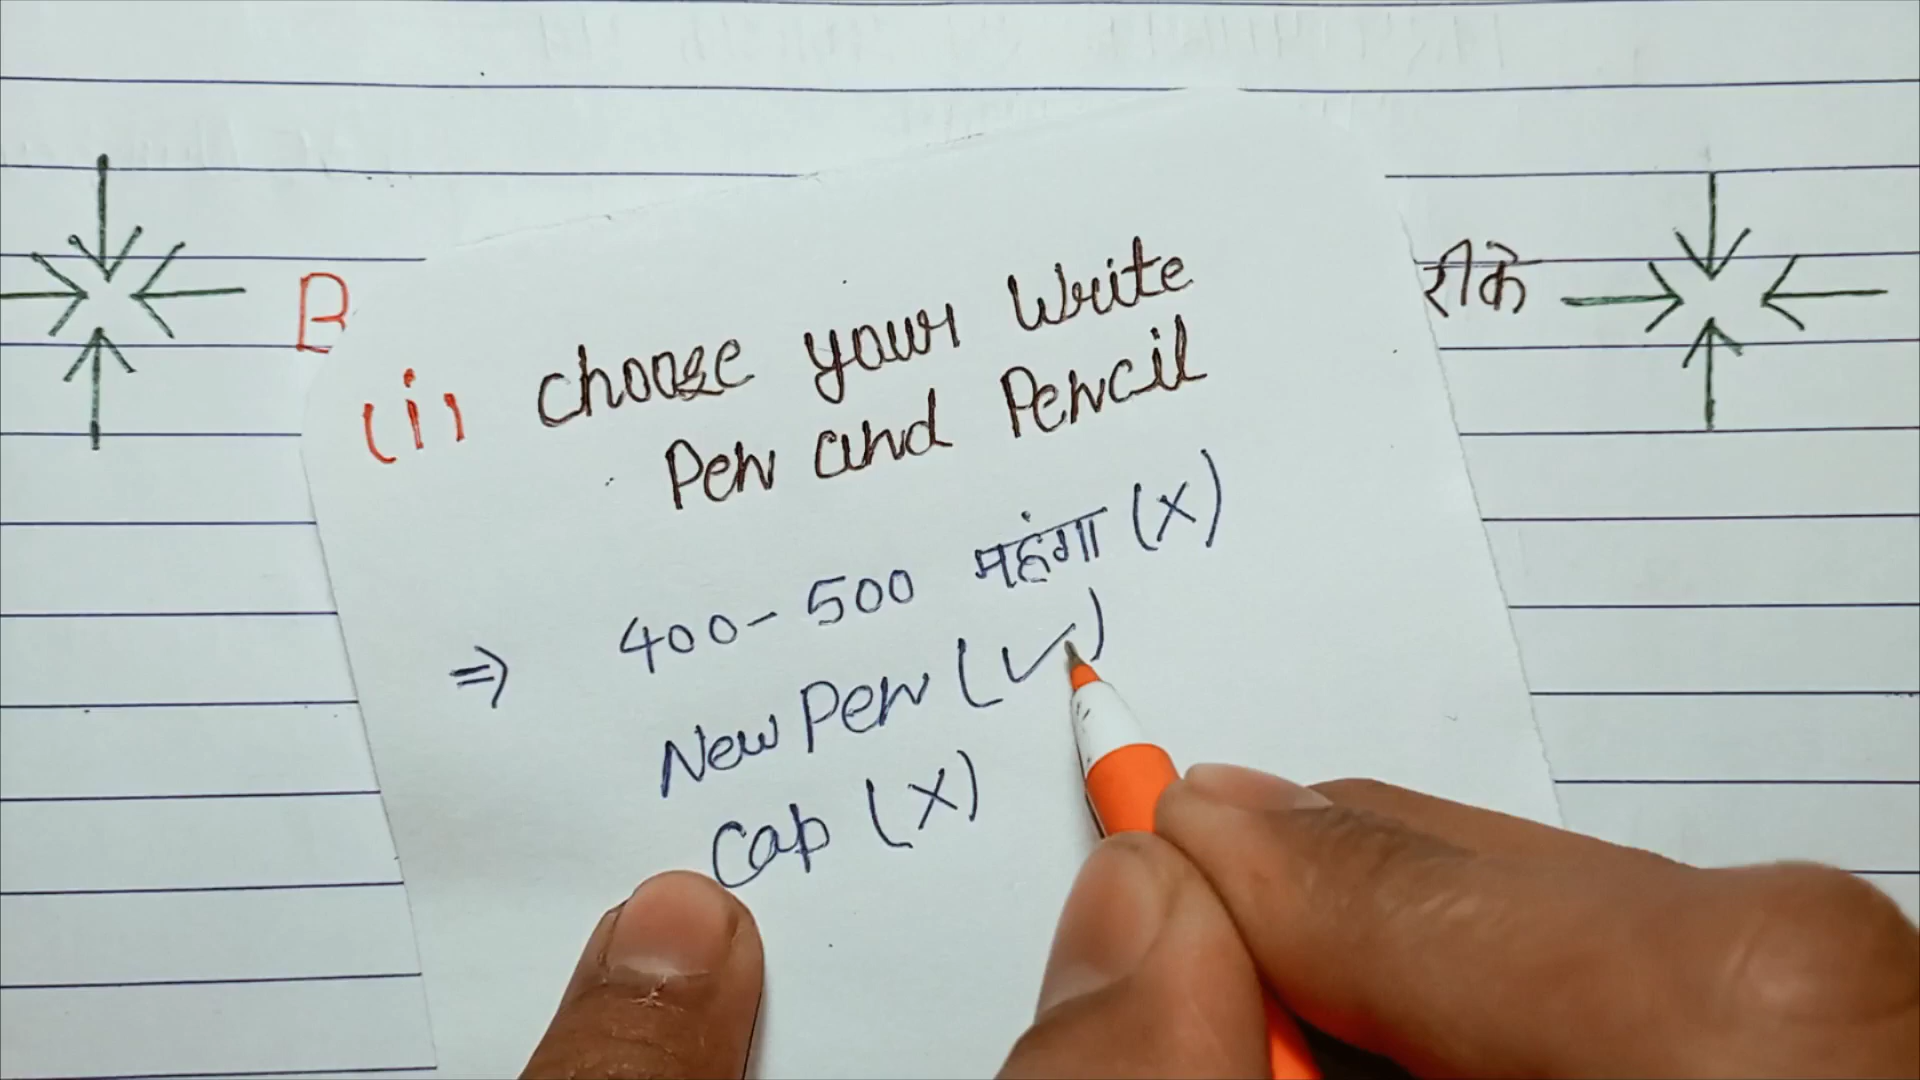 B रीके
(i) choose your Write
Pen and Pencil
⇒ 400-500 महंगा (X)
New Pen (✓)
Cap (X)